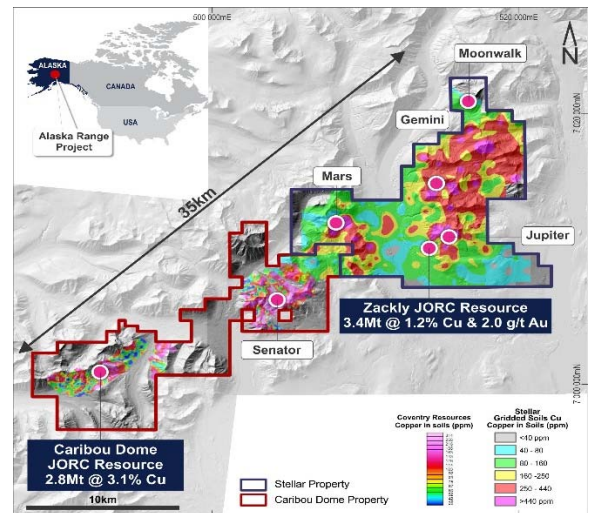 500 000mE
520 000mE
N
ALASKA
CANADA
USA
Alaska Range
Project
Moonwalk
7 020 000mN
Gemini
35km
Mars
Jupiter
Zackly JORC Resource
3.4Mt @ 1.2% Cu & 2.0 g/t Au
Senator
7 000 000mN
Caribou Dome
JORC Resource
2.8Mt @ 3.1% Cu
10km
Stellar Property
Caribou Dome Property
Coventry Resources
Copper in soils (ppm)
Stellar
Gridded Soils Cu
Copper in Soils (ppm)
<40 ppm
40 - 80
80 - 160
160 -250
250 - 440
>440 ppm